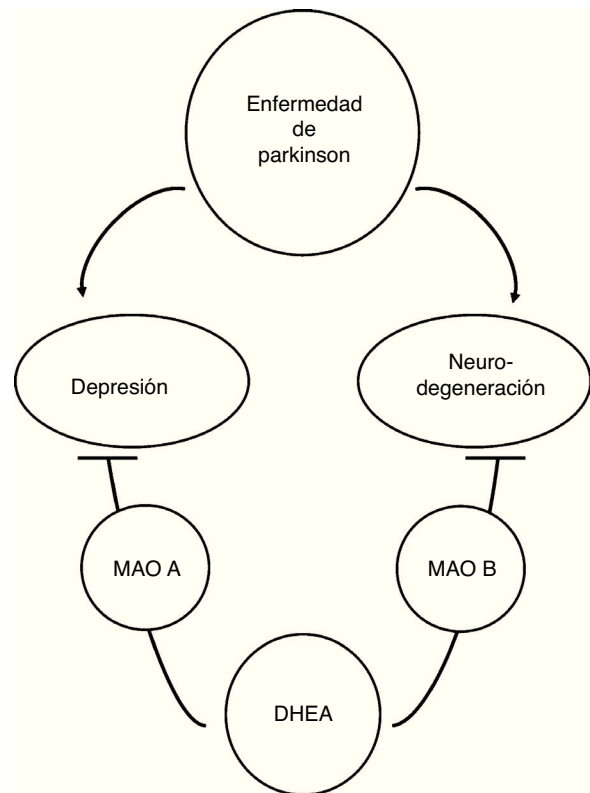 Enfermedad
de
parkinson
Depresión
Neuro-
degeneración
MAO A
MAO B
DHEA